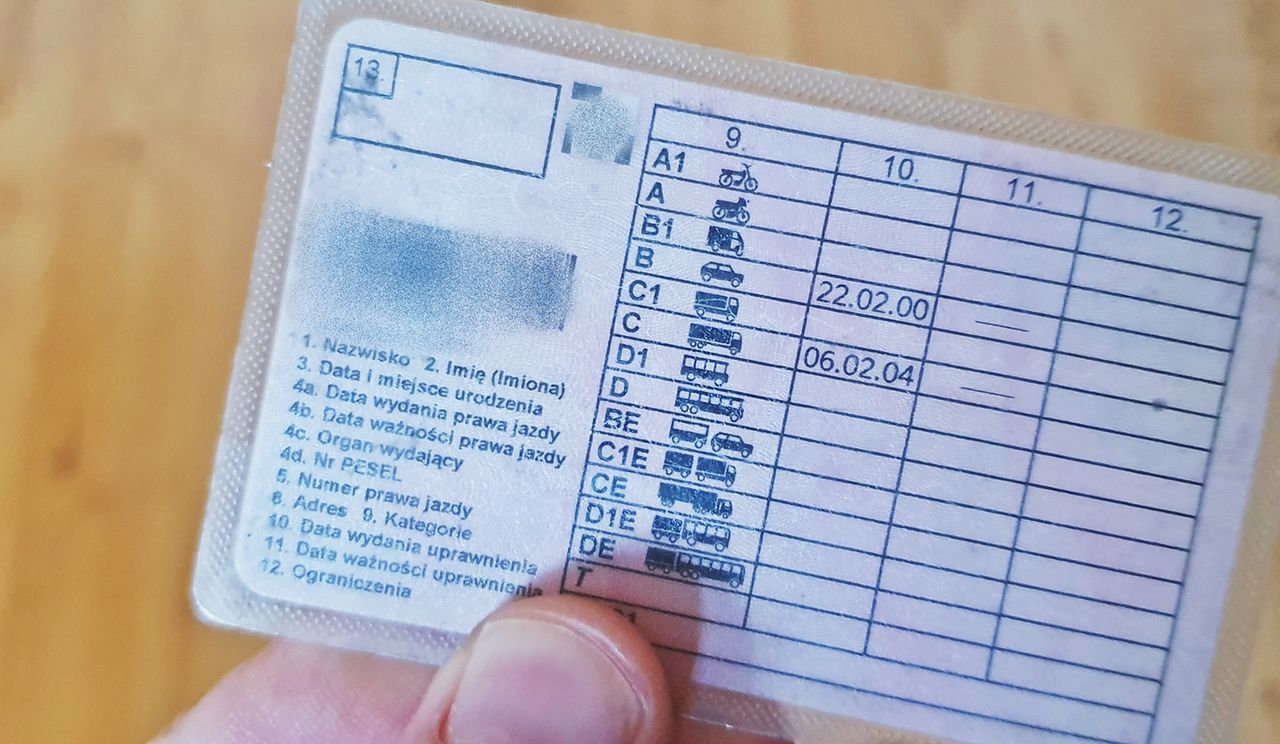 13.
1. Nazwisko 2. Imię (Imiona)
3. Data i miejsce urodzenia
4a. Data wydania prawa jazdy
4b. Data ważności prawa jazdy
4c. Organ wydający
4d. Nr PESEL
5. Numer prawa jazdy
8. Adres 9. Kategorie
10. Data wydania uprawnienia
11. Data ważności uprawnienia
12. Ograniczenia
9. 10. 11. 12.
A1
A
B1
B 22.02.00 —
C1
C 06.02.04 —
D1
D
BE
C1E
CE
D1E
DE
T